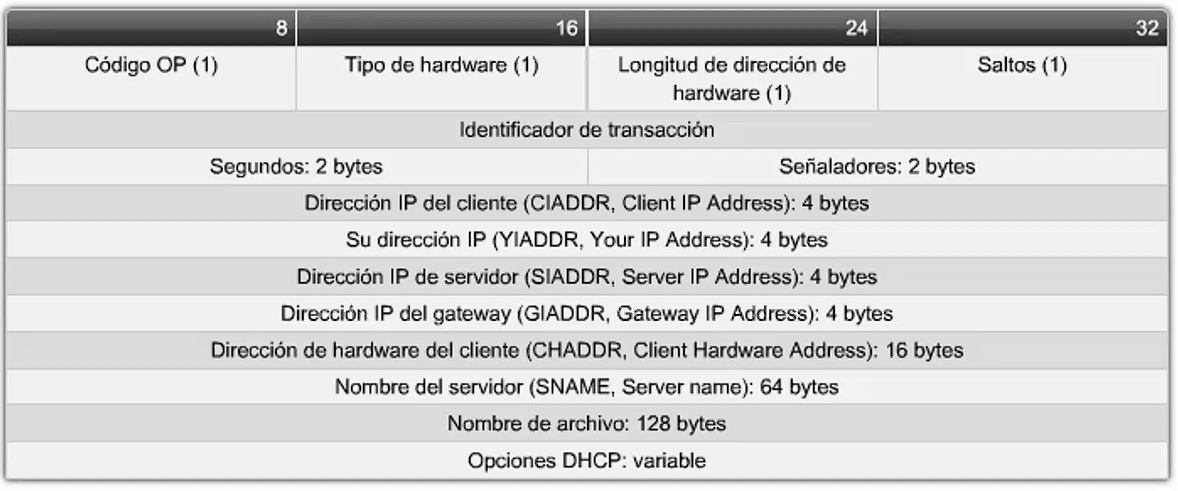 8 16 24 32
Código OP (1) Tipo de hardware (1) Longitud de dirección de hardware (1) Saltos (1)
Identificador de transacción
Segundos: 2 bytes Señaladores: 2 bytes
Dirección IP del cliente (CIADDR, Client IP Address): 4 bytes
Su dirección IP (YIADDR, Your IP Address): 4 bytes
Dirección IP de servidor (SIADDR, Server IP Address): 4 bytes
Dirección IP del gateway (GIADDR, Gateway IP Address): 4 bytes
Dirección de hardware del cliente (CHADDR, Client Hardware Address): 16 bytes
Nombre del servidor (SNAME, Server name): 64 bytes
Nombre de archivo: 128 bytes
Opciones DHCP: variable